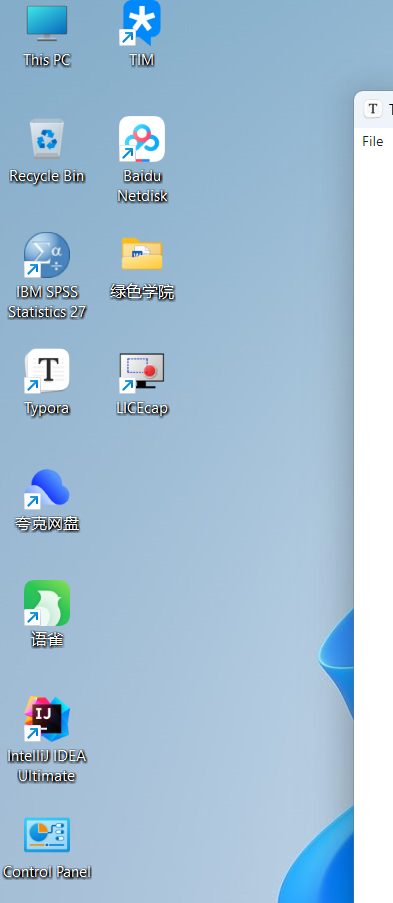 This PC
TIM
Recycle Bin
Baidu
Netdisk
IBM SPSS
Statistics 27
绿色学院
T
Typora
LICEcap
夸克网盘
语雀
IJ
IntelliJ IDEA
Ultimate
Control Panel
T
File